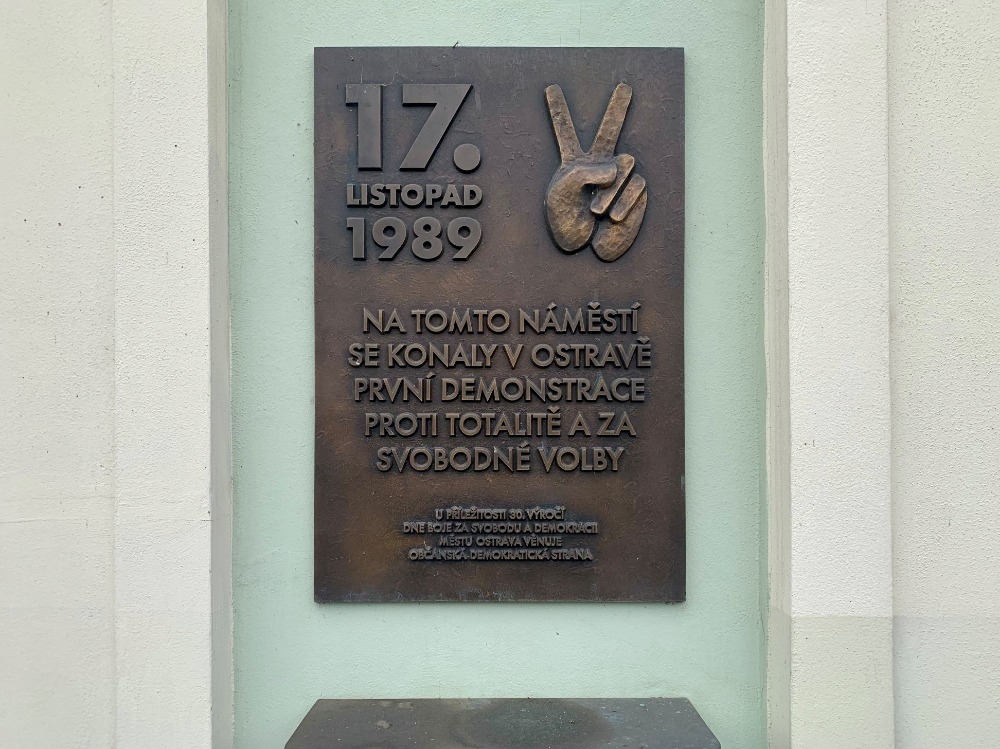 17.
LISTOPAD
1989
NA TOMTO NÁMĚSTÍ
SE KONALY V OSTRAVĚ
PRVNÍ DEMONSTRACE
PROTI TOTALITĚ A ZA
SVOBODNÉ VOLBY
U PŘÍLEŽITOSTI 30. VÝROČÍ
DNE BOJE ZA SVOBODU A DEMOKRACII
MĚSTU OSTRAVA VĚNUJE
OBČANSKÁ DEMOKRATICKÁ STRANA